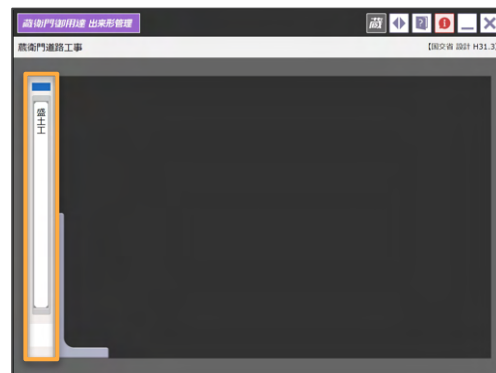 蔵衛門御用達 出来形管理
蔵
蔵衛門道路工事
【国交省 設計 H31.3】
盛土工